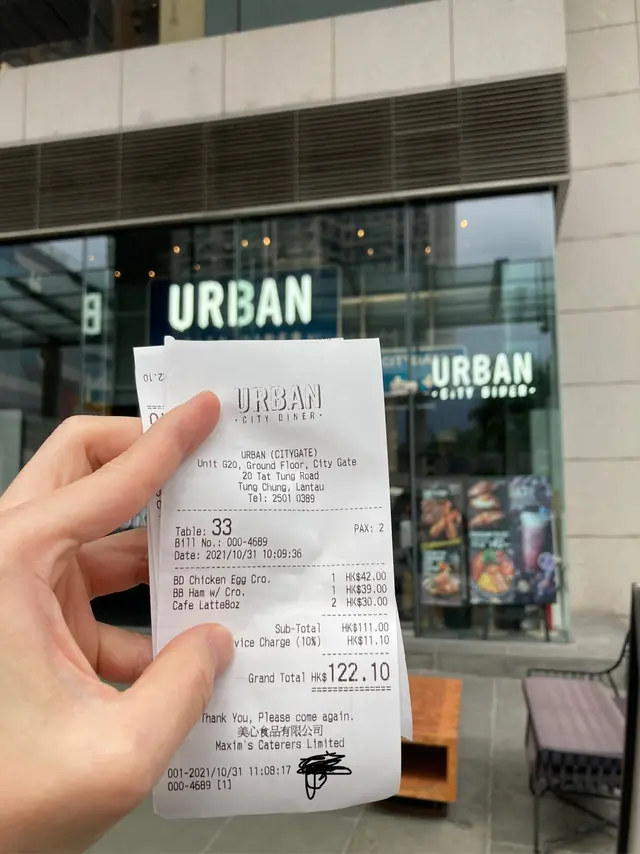 URBAN
URBAN
CITY DINER
URBAN
CITY DINER
URBAN (CITYGATE)
Unit G20, Ground Floor, City Gate
20 Tat Tung Road
Tung Chung, Lantau
Tel: 2501 0389
Table: 33 PAX: 2
Bill No.: 000-4689
Date: 2021/10/31 10:09:36
BD Chicken Egg Cro. 1 HK$42.00
BB Ham w/ Cro. 1 HK$39.00
Cafe Latte8oz 2 HK$30.00
Sub-Total HK$111.00
vice Charge (10%) HK$11.10
Grand Total HK$122.10
Thank You, Please come again.
美心食品有限公司
Maxim's Caterers Limited
001-2021/10/31 11:08:17
000-4689 [1]